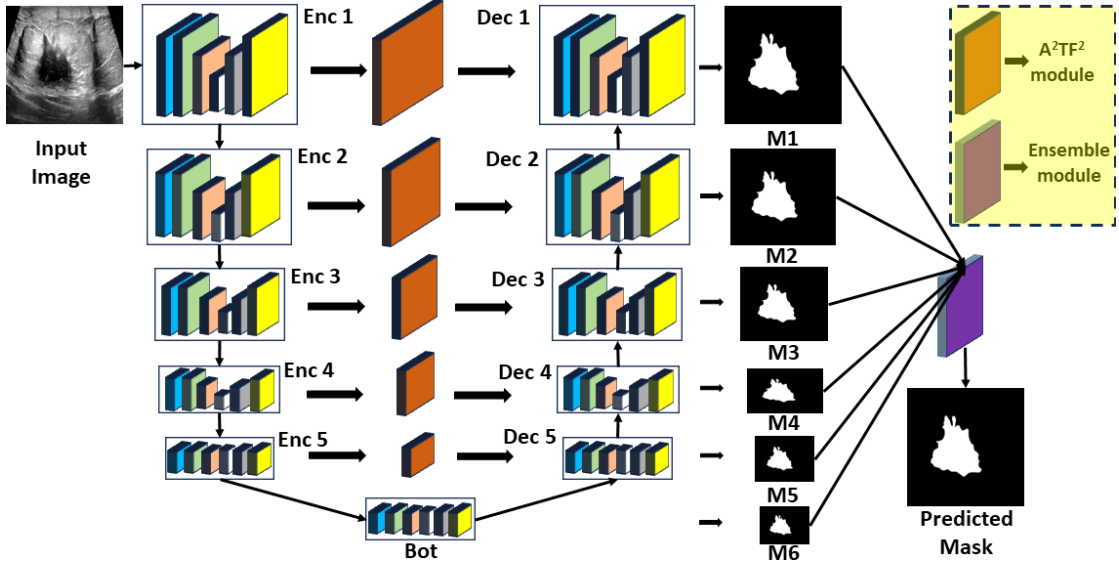 Enc 1
Dec 1
A²TF²
module
Input
Image
M1
Enc 2
Dec 2
Ensemble
module
M2
Enc 3
Dec 3
M3
Enc 4
Dec 4
M4
Enc 5
Dec 5
M5
Bot
M6
Predicted
Mask